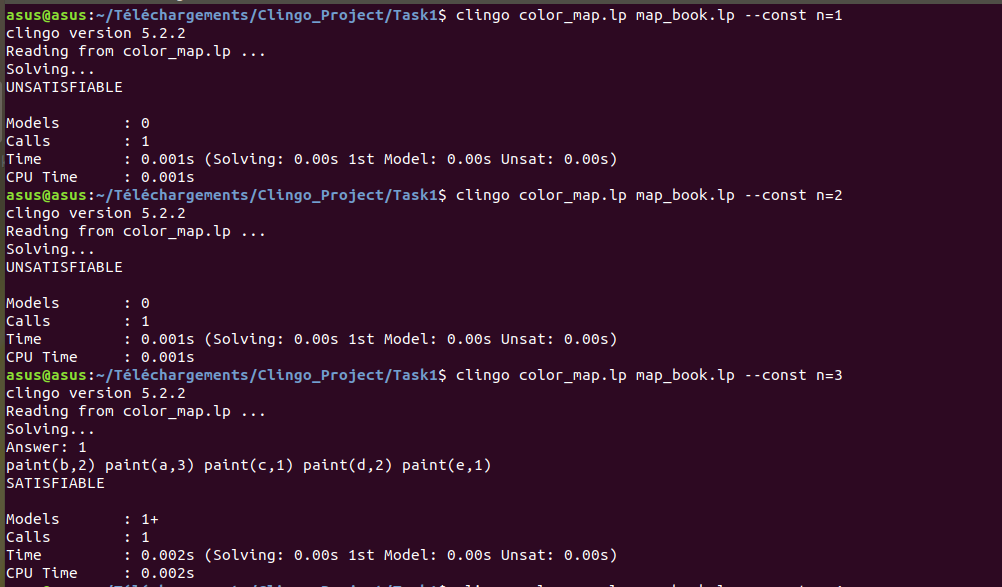 asus@asus:~/Téléchargements/Clingo_Project/Task1$ clingo color_map.lp map_book.lp --const n=1
clingo version 5.2.2
Reading from color_map.lp ...
Solving...
UNSATISFIABLE
Models       : 0
Calls        : 1
Time         : 0.001s (Solving: 0.00s 1st Model: 0.00s Unsat: 0.00s)
CPU Time     : 0.001s
asus@asus:~/Téléchargements/Clingo_Project/Task1$ clingo color_map.lp map_book.lp --const n=2
clingo version 5.2.2
Reading from color_map.lp ...
Solving...
UNSATISFIABLE
Models       : 0
Calls        : 1
Time         : 0.001s (Solving: 0.00s 1st Model: 0.00s Unsat: 0.00s)
CPU Time     : 0.001s
asus@asus:~/Téléchargements/Clingo_Project/Task1$ clingo color_map.lp map_book.lp --const n=3
clingo version 5.2.2
Reading from color_map.lp ...
Solving...
Answer: 1
paint(b,2) paint(a,3) paint(c,1) paint(d,2) paint(e,1)
SATISFIABLE
Models       : 1+
Calls        : 1
Time         : 0.002s (Solving: 0.00s 1st Model: 0.00s Unsat: 0.00s)
CPU Time     : 0.002s